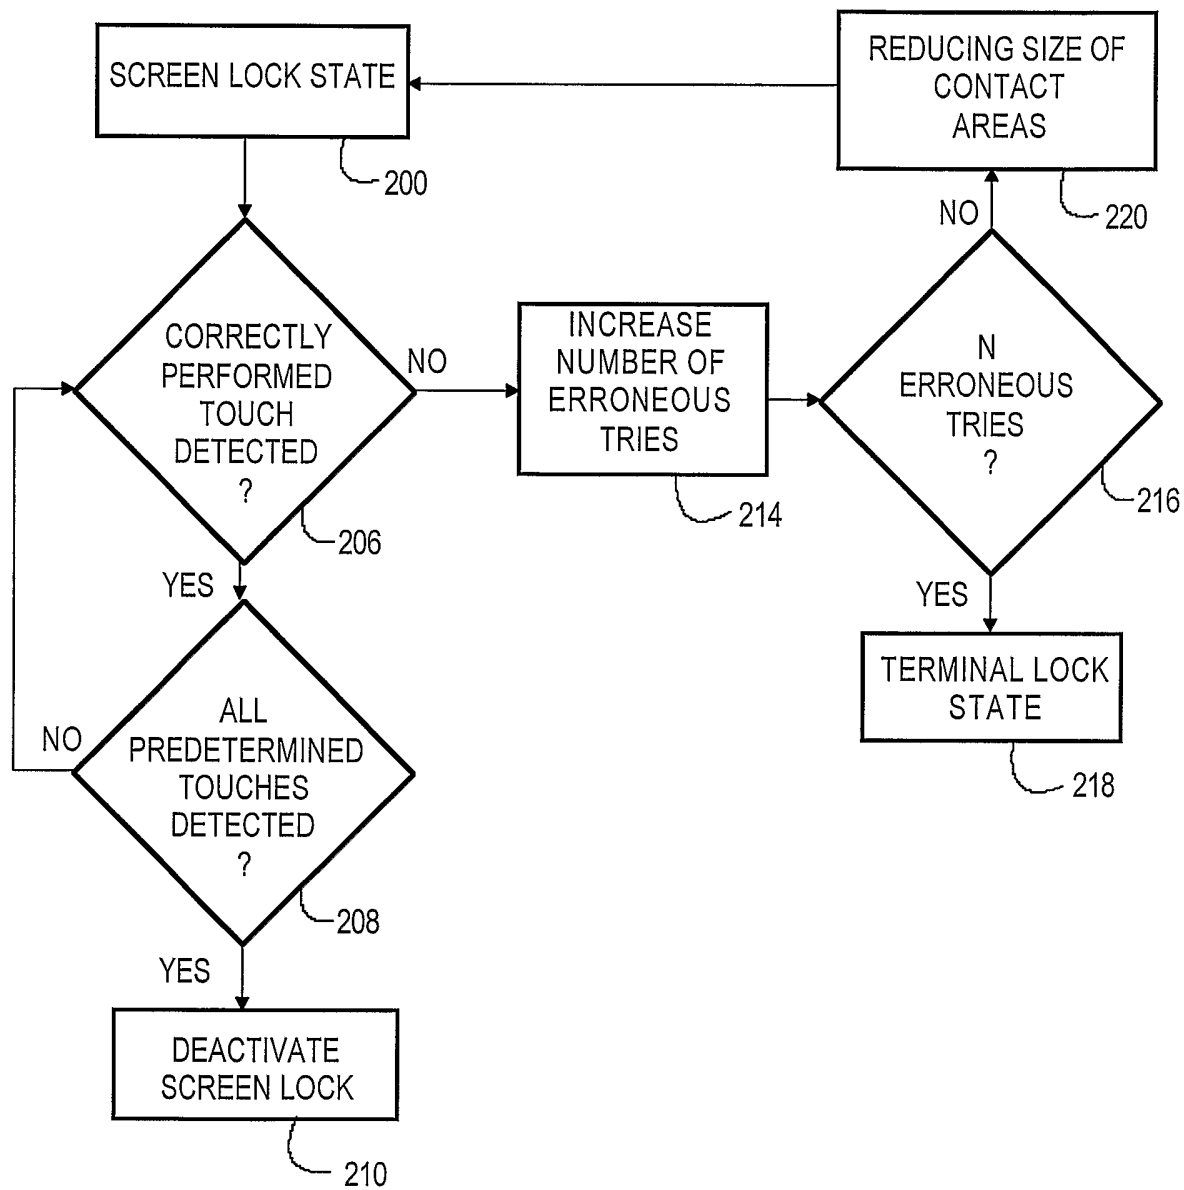 SCREEN LOCK STATE
200
REDUCING SIZE OF
CONTACT
AREAS
220
NO
CORRECTLY
PERFORMED
TOUCH
DETECTED
?
206
NO
INCREASE
NUMBER OF
ERRONEOUS
TRIES
214
N
ERRONEOUS
TRIES
?
216
YES
YES
TERMINAL LOCK
STATE
218
NO
ALL
PREDETERMINED
TOUCHES
DETECTED
?
208
YES
DEACTIVATE
SCREEN LOCK
210